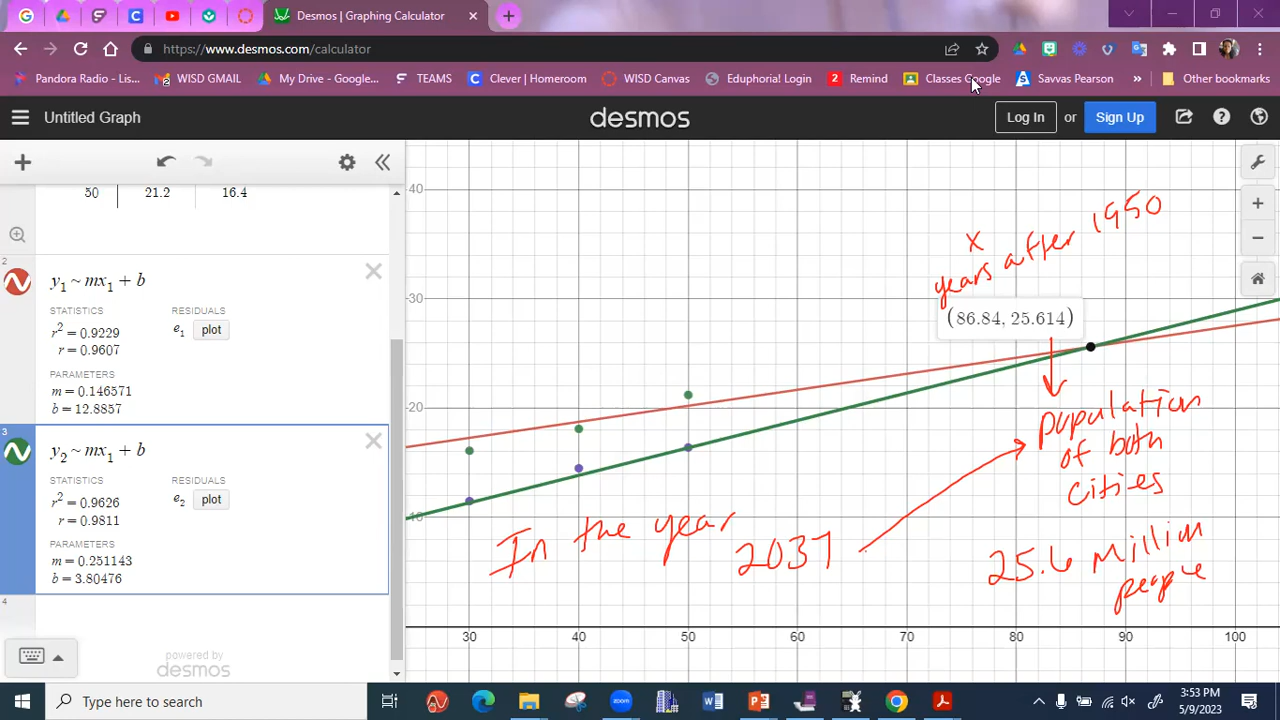 Desmos | Graphing Calculator
https://www.desmos.com/calculator
Pandora Radio - Lis...
WISD GMAIL
My Drive - Google...
TEAMS
Clever | Homeroom
WISD Canvas
Eduphoria! Login
2 Remind
Classes Google
Savvas Pearson
»
Other bookmarks
Untitled Graph
desmos
Log In or Sign Up
50 21.2 16.4
2
y₁ ~ mx₁ + b
STATISTICS RESIDUALS
r² = 0.9229 e₁ plot
r = 0.9607
PARAMETERS
m = 0.146571
b = 12.8857
3
y₂ ~ mx₁ + b
STATISTICS RESIDUALS
r² = 0.9626 e₂ plot
r = 0.9811
PARAMETERS
m = 0.251143
b = 3.80476
4
powered by
desmos
40
30
20
10
30 40 50 60 70 80 90 100
x
years after 1950
(86.84, 25.614)
population
of both
cities
In the year
2037
25.6 million
people
Type here to search
3:53 PM
5/9/2023